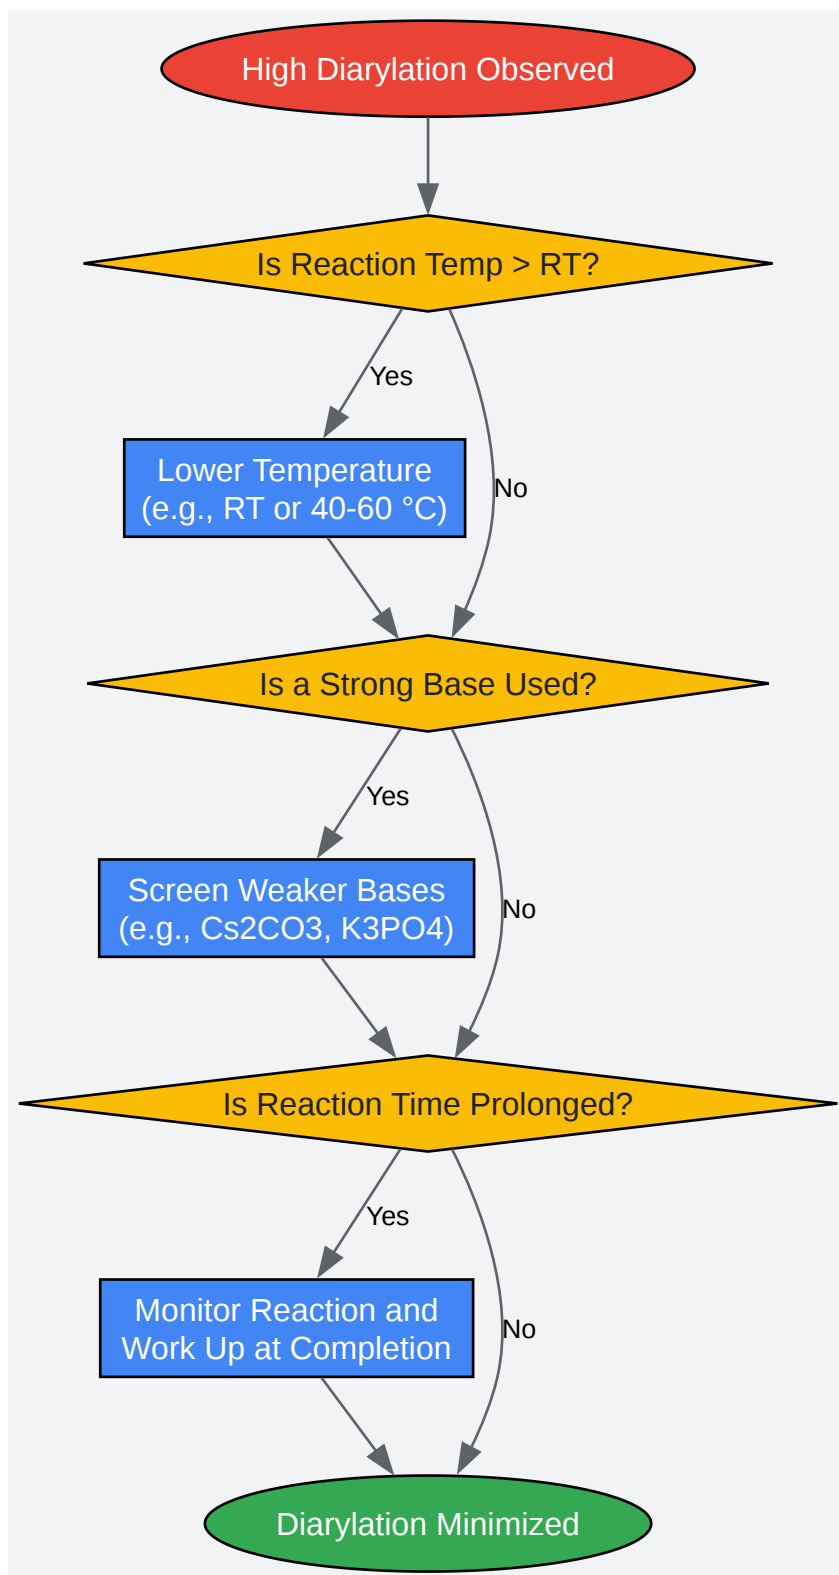 High Diarylation Observed
Is Reaction Temp > RT?
Yes
Lower Temperature
(e.g., RT or 40-60 °C)
No
Is a Strong Base Used?
Yes
Screen Weaker Bases
(e.g., Cs2CO3, K3PO4)
No
Is Reaction Time Prolonged?
Yes
Monitor Reaction and
Work Up at Completion
No
Diarylation Minimized